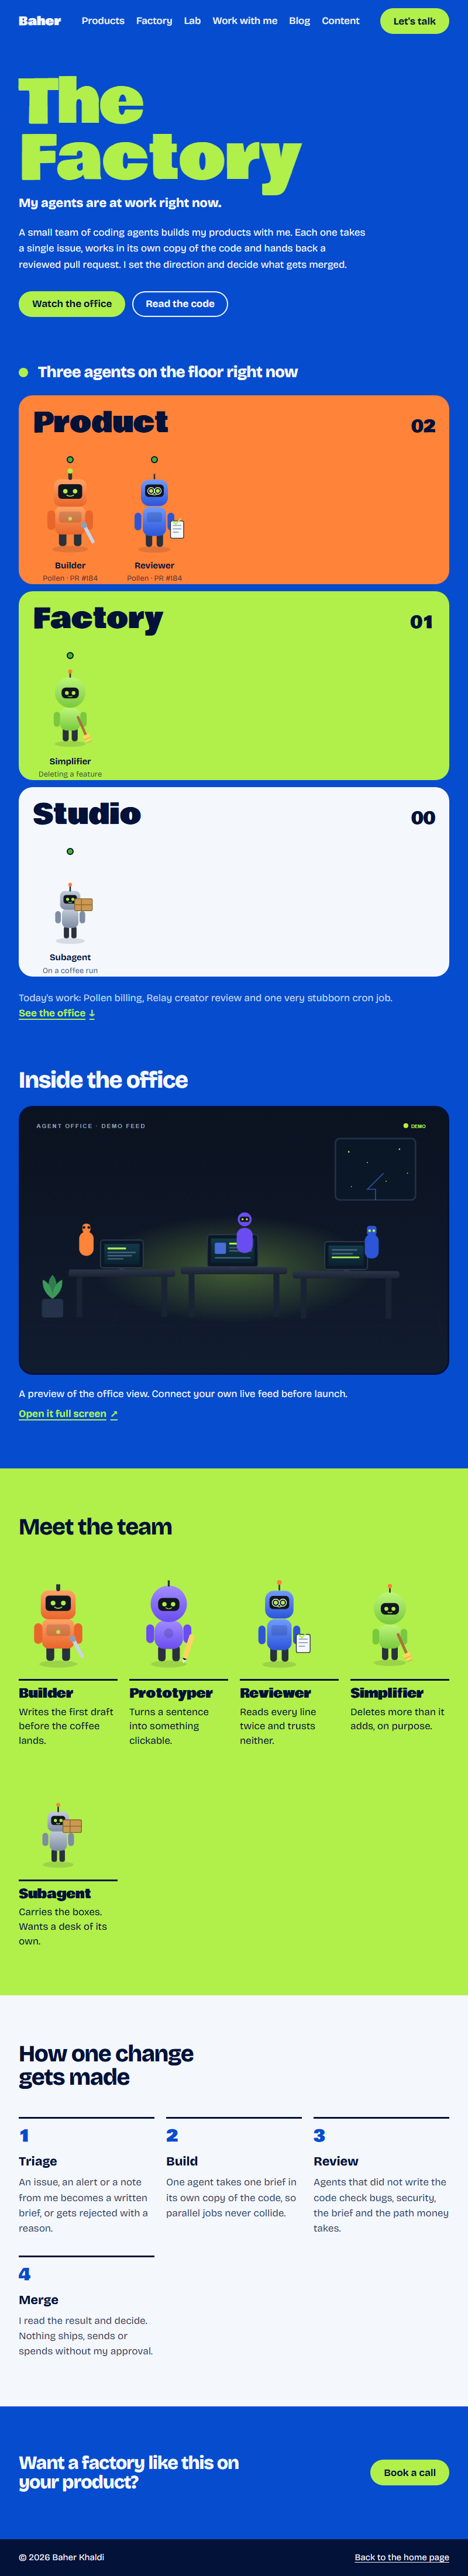 Baher
Products Factory Lab Work with me Blog Content
Let's talk
The
Factory
My agents are at work right now.
A small team of coding agents builds my products with me. Each one takes
a single issue, works in its own copy of the code and hands back a
reviewed pull request. I set the direction and decide what gets merged.
Watch the office
Read the code
Three agents on the floor right now
Product
02
Builder
Pollen · PR #184
Reviewer
Pollen · PR #184
Factory
01
Simplifier
Deleting a feature
Studio
00
Subagent
On a coffee run
Today's work: Pollen billing, Relay creator review and one very stubborn cron job.
See the office ↓
Inside the office
AGENT OFFICE · DEMO FEED
DEMO
A preview of the office view. Connect your own live feed before launch.
Open it full screen ↗
Meet the team
Builder
Writes the first draft
before the coffee
lands.
Prototyper
Turns a sentence
into something
clickable.
Reviewer
Reads every line
twice and trusts
neither.
Simplifier
Deletes more than it
adds, on purpose.
Subagent
Carries the boxes.
Wants a desk of its
own.
How one change
gets made
1
Triage
An issue, an alert or a note
from me becomes a written
brief, or gets rejected with a
reason.
2
Build
One agent takes one brief in
its own copy of the code, so
parallel jobs never collide.
3
Review
Agents that did not write the
code check bugs, security,
the brief and the path money
takes.
4
Merge
I read the result and decide.
Nothing ships, sends or
spends without my approval.
Want a factory like this on
your product?
Book a call
© 2026 Baher Khaldi
Back to the home page